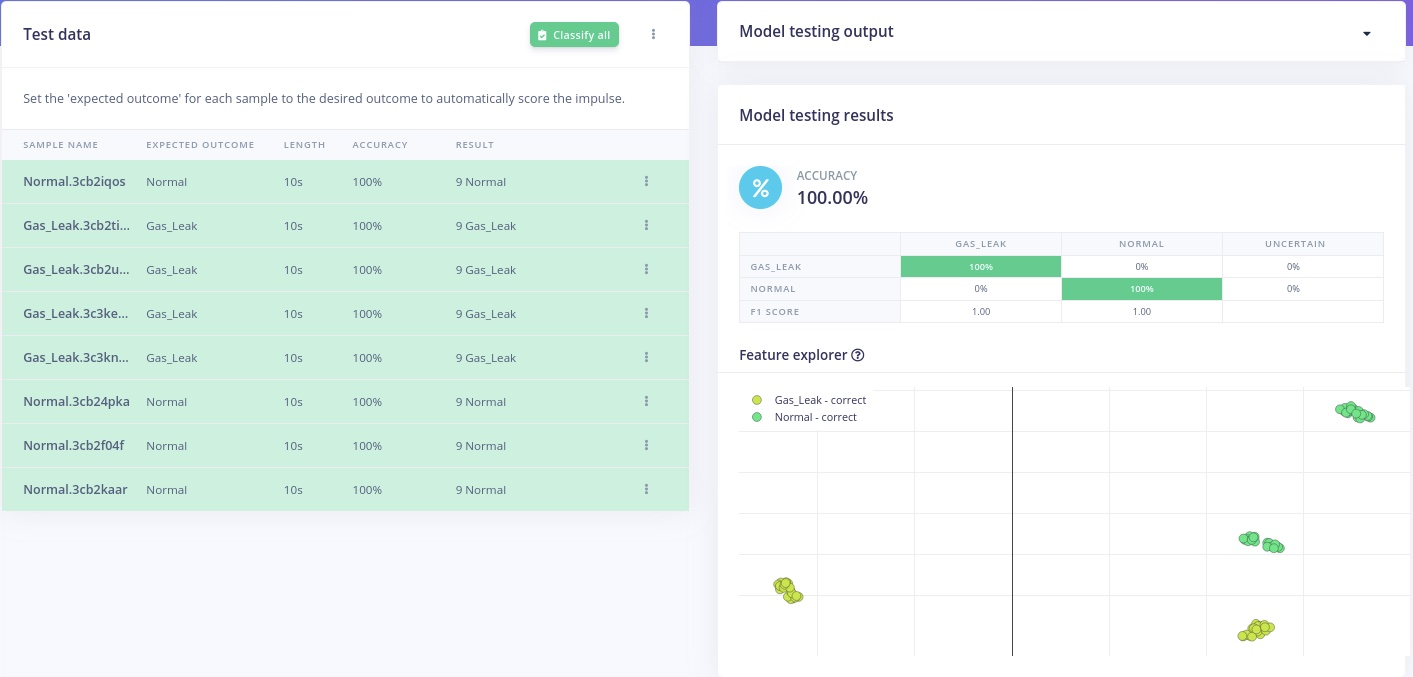 Test data
Classify all
Set the 'expected outcome' for each sample to the desired outcome to automatically score the impulse.
SAMPLE NAME EXPECTED OUTCOME LENGTH ACCURACY RESULT
Normal.3cb2iqos Normal 10s 100% 9 Normal
Gas_Leak.3cb2ti... Gas_Leak 10s 100% 9 Gas_Leak
Gas_Leak.3cb2u... Gas_Leak 10s 100% 9 Gas_Leak
Gas_Leak.3c3ke... Gas_Leak 10s 100% 9 Gas_Leak
Gas_Leak.3c3kn... Gas_Leak 10s 100% 9 Gas_Leak
Normal.3cb24pka Normal 10s 100% 9 Normal
Normal.3cb2f04f Normal 10s 100% 9 Normal
Normal.3cb2kaar Normal 10s 100% 9 Normal
Model testing output
Model testing results
%
ACCURACY
100.00%
GAS_LEAK NORMAL UNCERTAIN
GAS_LEAK 100% 0% 0%
NORMAL 0% 100% 0%
F1 SCORE 1.00 1.00
Feature explorer ?
Gas_Leak - correct
Normal - correct